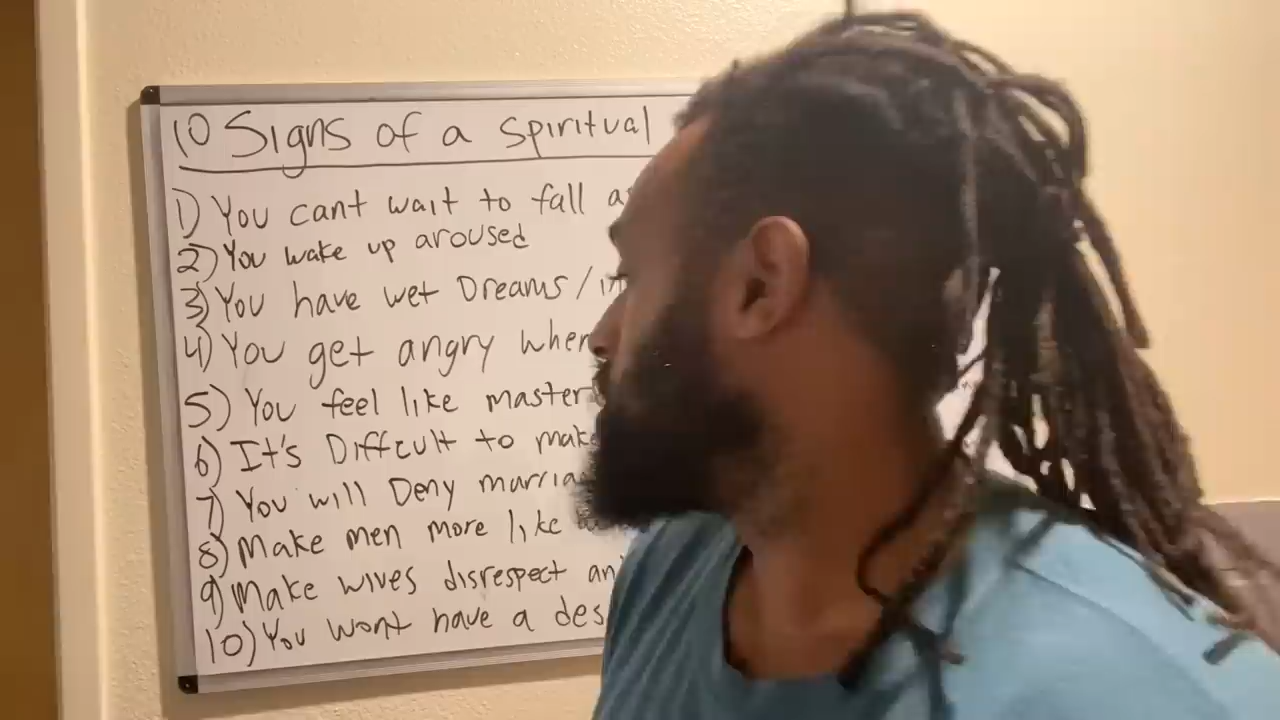 10 Signs of a Spiritual
1) You cant wait to fall
2) You wake up aroused
3) You have wet Dreams /
4) You get angry when
5) You feel like master
6) It's Difficult to make
7) You will Deny
8) Make men more like
9) Make wives disrespect an
10) You wont have a des